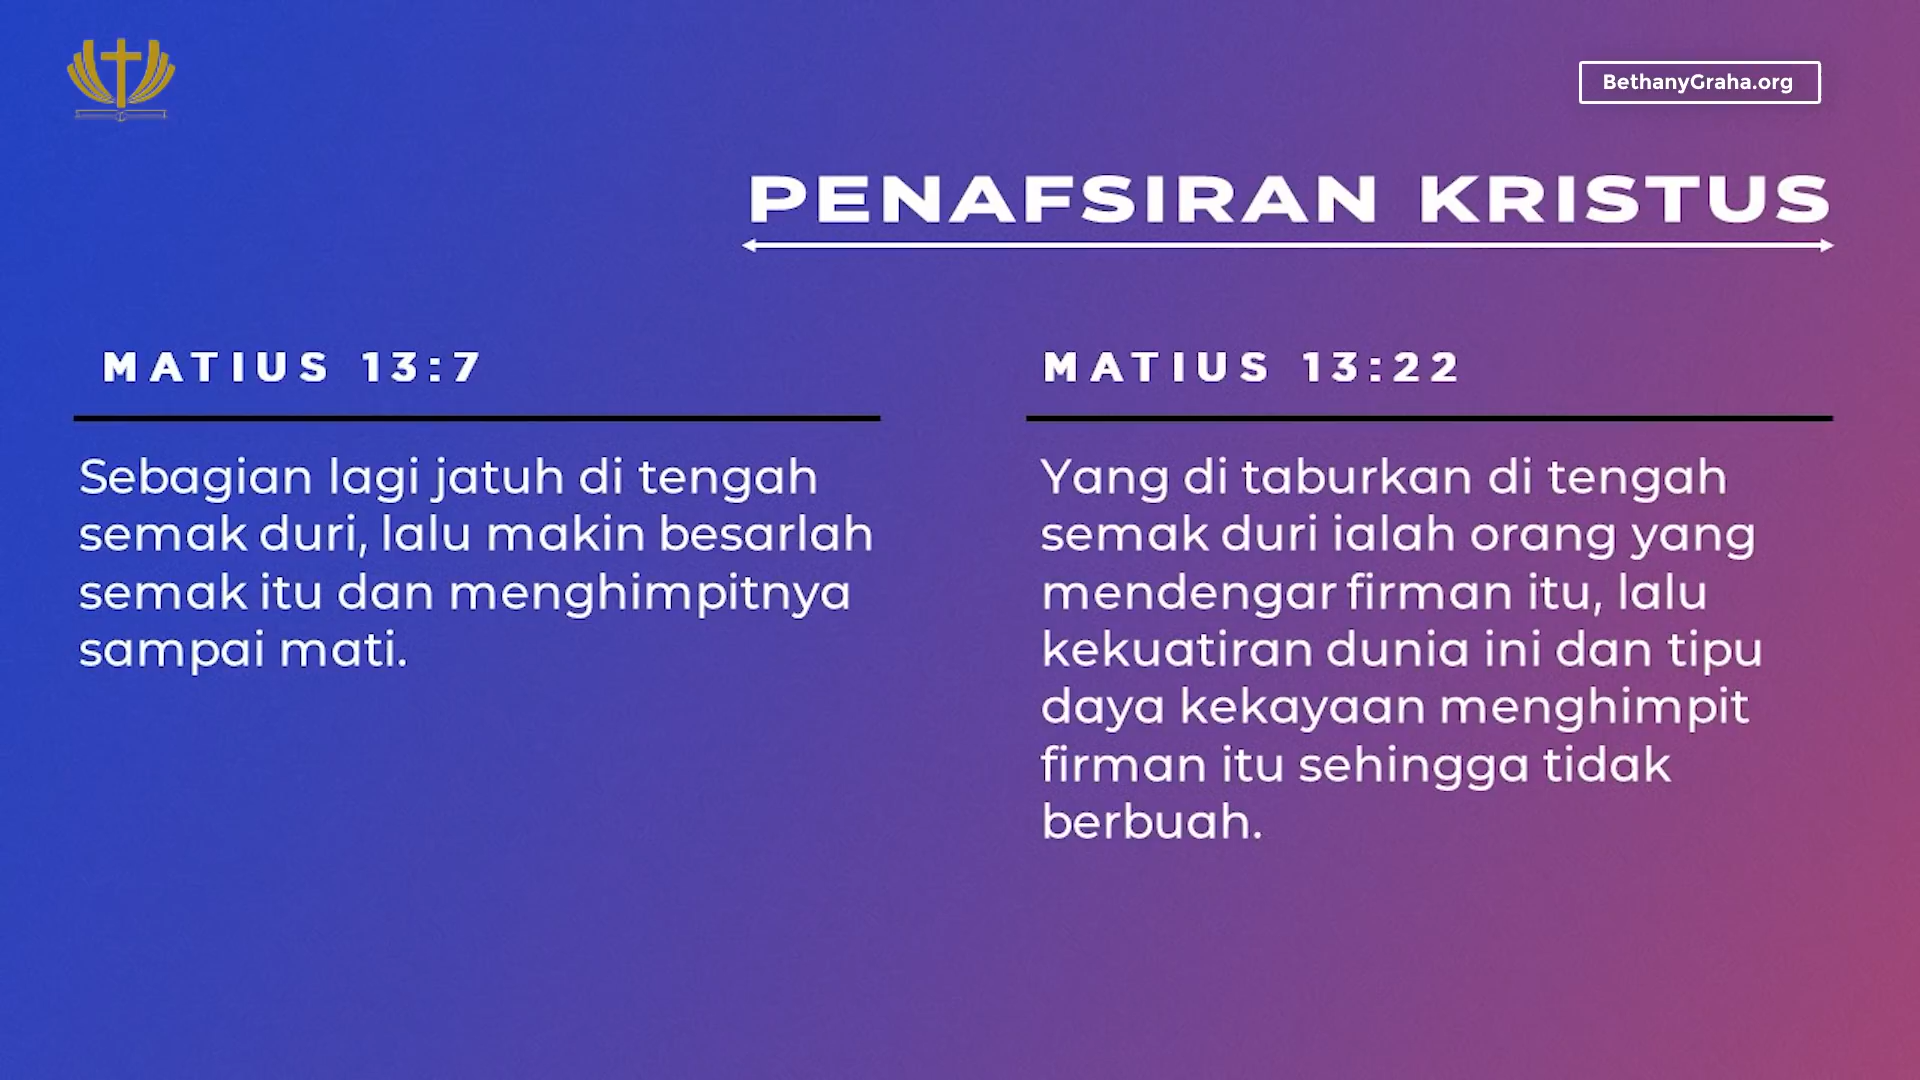 BethanyGraha.org
PENAFSIRAN KRISTUS
MATIUS 13:7
Sebagian lagi jatuh di tengah
semak duri, lalu makin besarlah
semak itu dan menghimpitnya
sampai mati.
MATIUS 13:22
Yang di taburkan di tengah
semak duri ialah orang yang
mendengar firman itu, lalu
kekuatiran dunia ini dan tipu
daya kekayaan menghimpit
firman itu sehingga tidak
berbuah.